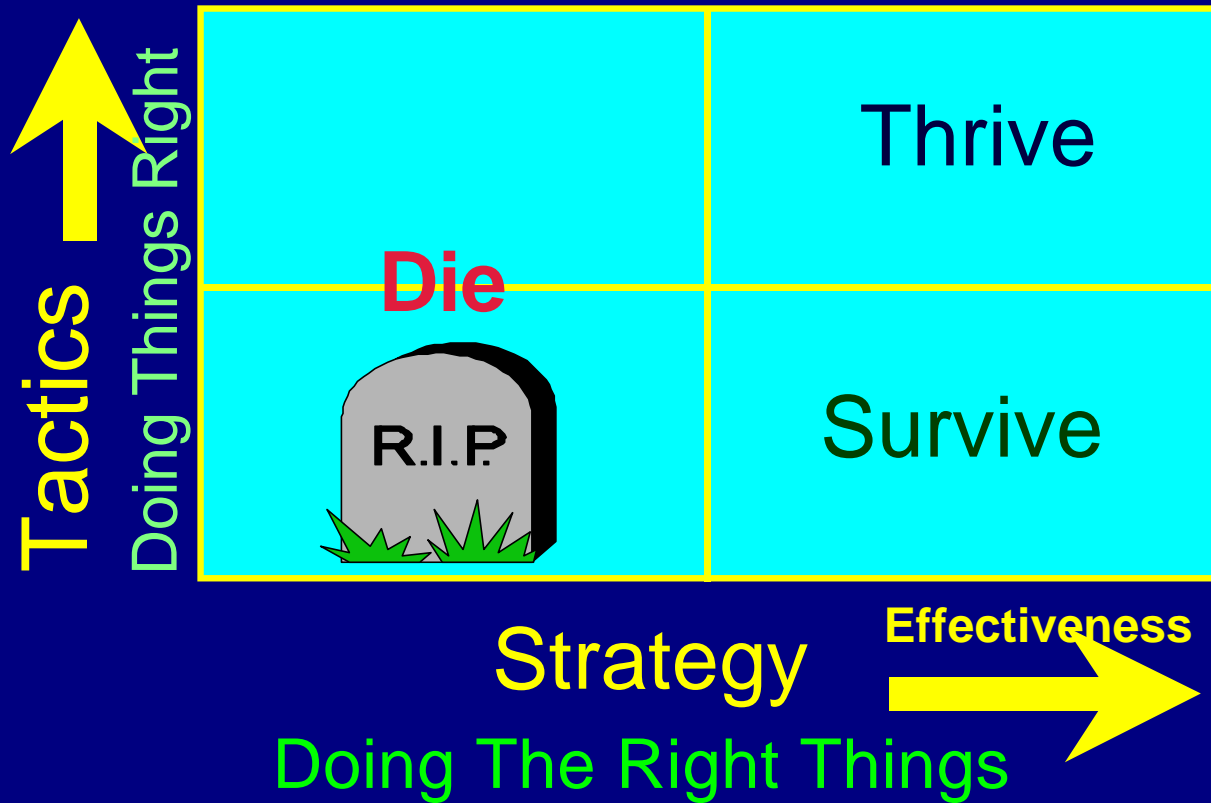 Tactics
Doing Things Right
Thrive
Die
R.I.P.
Survive
Effectiveness
Strategy
Doing The Right Things